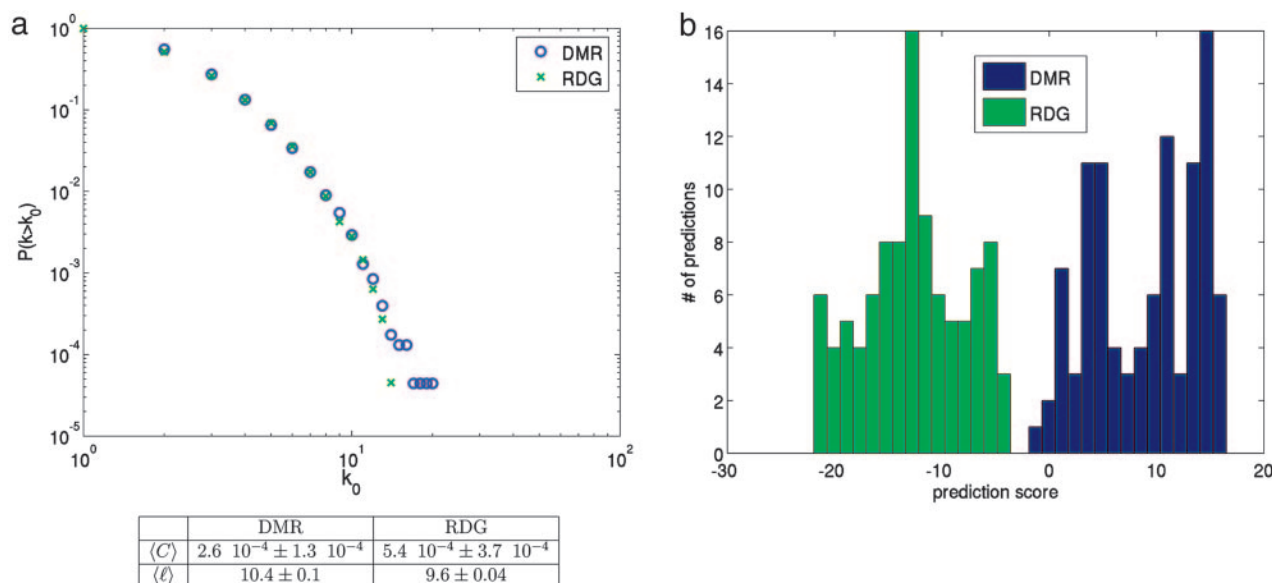 a
10^0
10^-1
10^-2
10^-3
10^-4
10^-5
P(k>k_0)
DMR
RDG
10^0 10^1 10^2
k_0
DMR RDG
⟨C⟩ 2.6 10^-4 ± 1.3 10^-4 5.4 10^-4 ± 3.7 10^-4
⟨ℓ⟩ 10.4 ± 0.1 9.6 ± 0.04
b
16
14
12
10
8
6
4
2
0
# of predictions
DMR
RDG
-30 -20 -10 0 10 20
prediction score